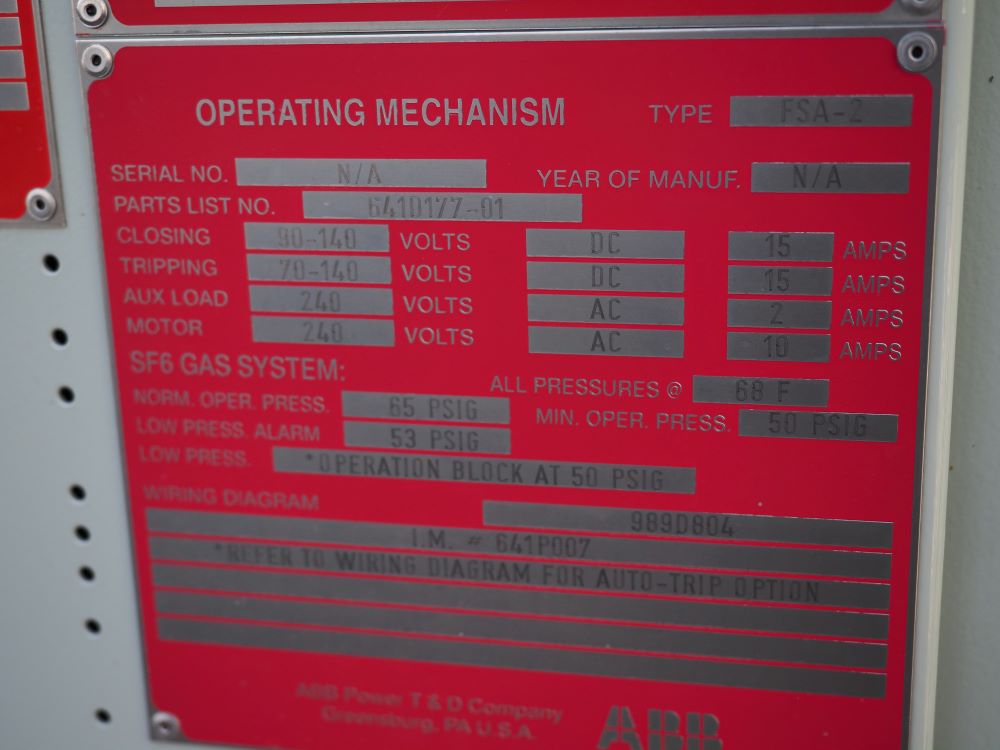 OPERATING MECHANISM TYPE FSA-2
SERIAL NO. N/A YEAR OF MANUF. N/A
PARTS LIST NO. 641D177-01
CLOSING 90-140 VOLTS DC 15 AMPS
TRIPPING 70-140 VOLTS DC 15 AMPS
AUX LOAD 240 VOLTS AC 2 AMPS
MOTOR 240 VOLTS AC 10 AMPS
SF6 GAS SYSTEM: ALL PRESSURES @ 68 F
NORM. OPER. PRESS. 65 PSIG MIN. OPER. PRESS. 50 PSIG
LOW PRESS. ALARM 53 PSIG
LOW PRESS. *OPERATION BLOCK AT 50 PSIG
WIRING DIAGRAM 989D804
I.M. # 641P007
*REFER TO WIRING DIAGRAM FOR AUTO-TRIP OPTION
ABB Power T & D Company
Greensburg, PA U.S.A.
ABB